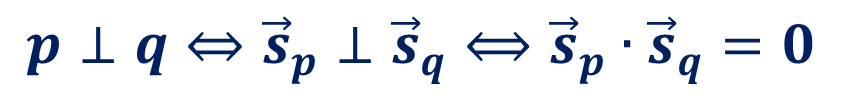 p ⊥ q ⇔ s⃗ₚ ⊥ s⃗_q ⟺ s⃗ₚ · s⃗_q = 0